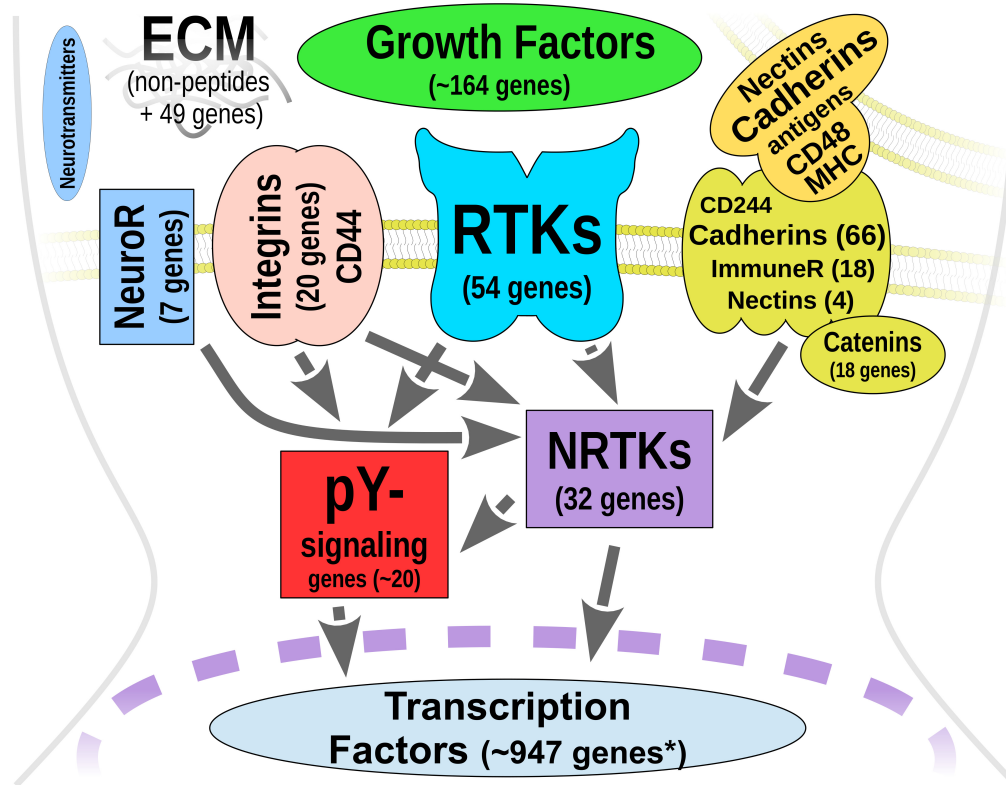 Neurotransmitters
ECM
(non-peptides
+ 49 genes)
Growth Factors
(~164 genes)
Nectins
Cadherins
antigens
CD48
MHC
NeuroR
(7 genes)
Integrins
(20 genes)
CD44
RTKs
(54 genes)
CD244
Cadherins (66)
ImmuneR (18)
Nectins (4)
Catenins
(18 genes)
NRTKs
(32 genes)
pY-
signaling
genes (~20)
Transcription
Factors (~947 genes*)